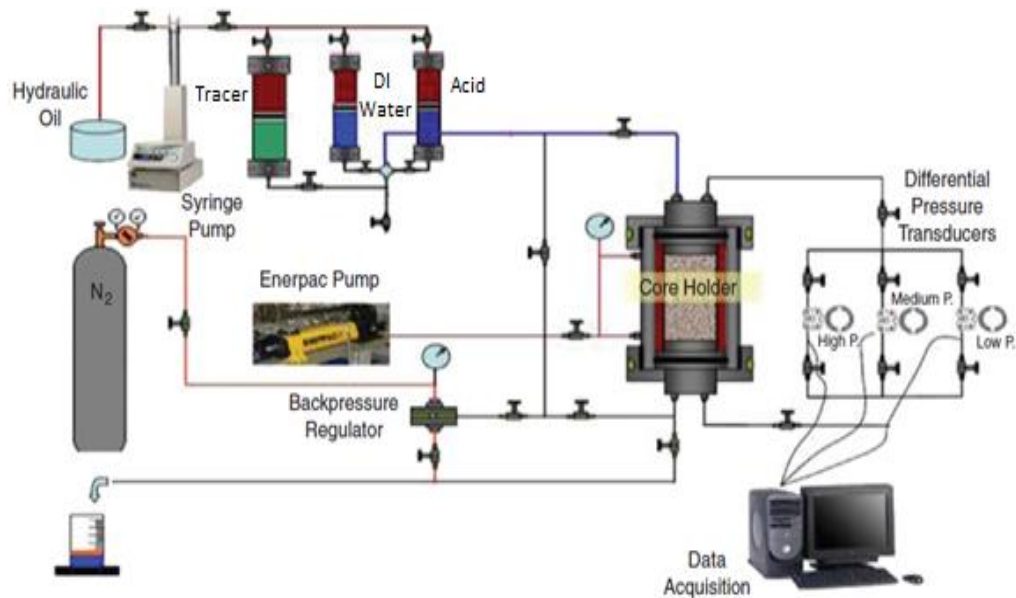 Hydraulic
Oil
Syringe
Pump
Tracer
DI
Water
Acid
N2
Enerpac Pump
Backpressure
Regulator
Core Holder
Differential
Pressure
Transducers
High P.
Medium P.
Low P.
Data
Acquisition